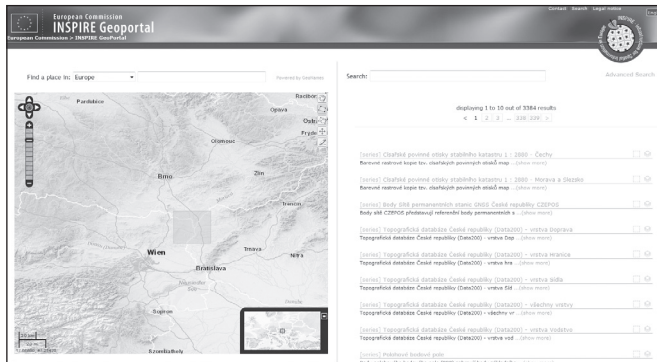 Contact Search Legal notice
European Commission
INSPIRE Geoportal
European Commission > INSPIRE GeoPortal
Find a place in: Europe
Powered by GeoNames
Search:
Advanced Search
displaying 1 to 10 out of 3384 results
< 1 2 3 ... 338 339 >
Pardubice
Opava
Olomouc
Brno
Zlín
Trencin
Wien
Bratislava
Trnava
Nitra
Sopron
Szombathely
20 km
[series] Císařské povinné otisky stabilního katastru 1 : 2880 - Čechy
Barevné rastrové kopie tzv. císařských povinných otisků map ...(show more)
[series] Císařské povinné otisky stabilního katastru 1 : 2880 - Morava a Slezsko
Barevné rastrové kopie tzv. císařských povinných otisků map ...(show more)
[series] Body Sítě permanentních stanic GNSS České republiky CZEPOS
Body sítě CZEPOS představují referenční body permanentních s ...(show more)
[series] Topografická databáze České republiky (Data200) - vrstva Doprava
Topografická databáze České republiky (Data200) - vrstva Dop ...(show more)
[series] Topografická databáze České republiky (Data200) - vrstva Hranice
Topografická databáze České republiky (Data200) - vrstva hra ...(show more)
[series] Topografická databáze České republiky (Data200) - vrstva Sídla
Topografická databáze České republiky (Data200) - vrstva Síd ...(show more)
[series] Topografická databáze České republiky (Data200) - všechny vrstvy
Topografická databáze České republiky (Data200) - všechny vr ...(show more)
[series] Topografická databáze České republiky (Data200) - vrstva Vodstvo
Topografická databáze České republiky (Data200) - vrstva vod ...(show more)
[series]